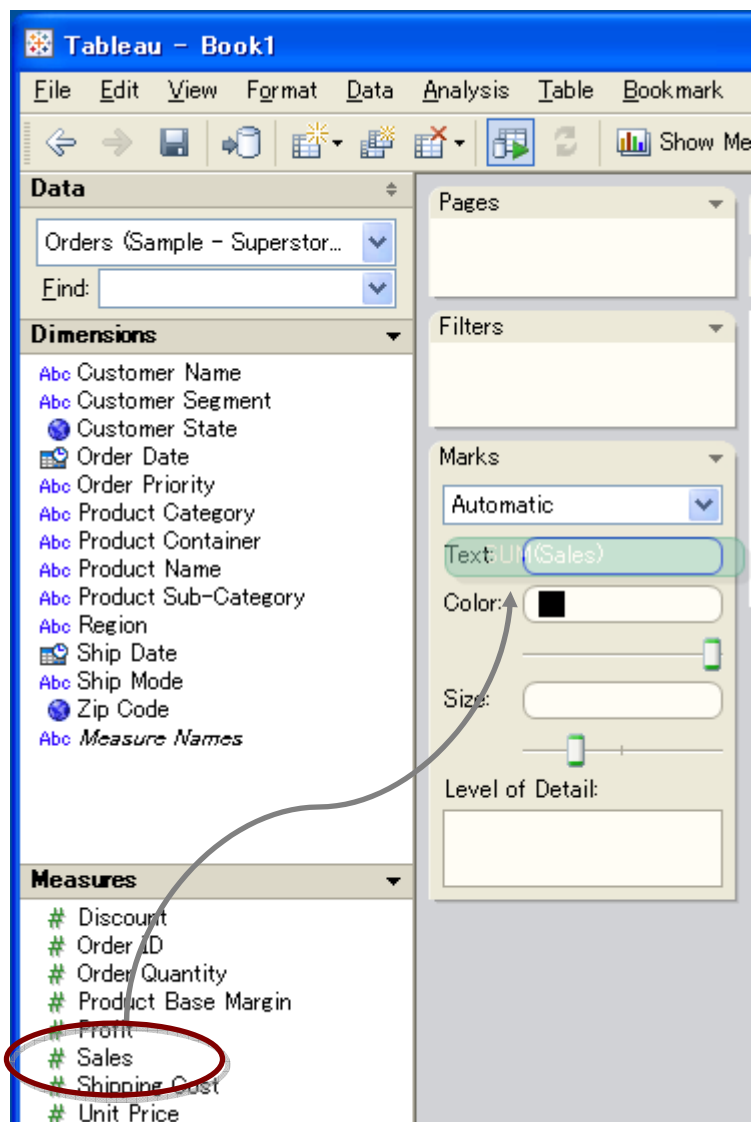 Tableau - Book1
File Edit View Format Data Analysis Table Bookmark
Show Me
Data
Orders (Sample - Superstor...
Find:
Dimensions
Abc Customer Name
Abc Customer Segment
Customer State
Order Date
Abc Order Priority
Abc Product Category
Abc Product Container
Abc Product Name
Abc Product Sub-Category
Abc Region
Ship Date
Abc Ship Mode
Zip Code
Abc Measure Names
Measures
# Discount
# Order ID
# Order Quantity
# Product Base Margin
# Profit
# Sales
# Shipping Cost
# Unit Price
Pages
Filters
Marks
Automatic
Text: SUM(Sales)
Color:
Size:
Level of Detail: